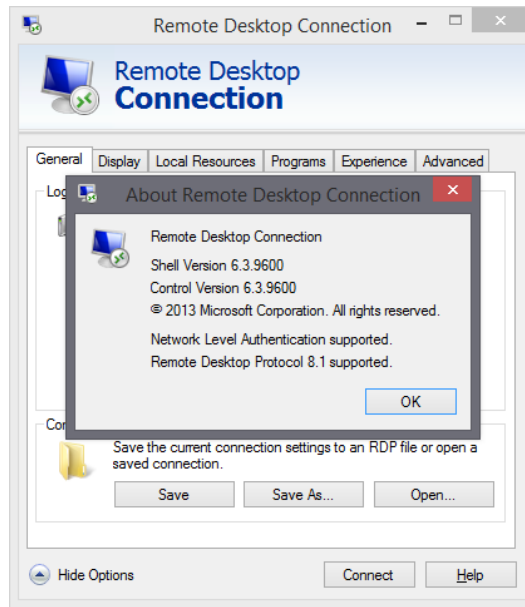 Remote Desktop Connection
Remote Desktop
Connection
General Display Local Resources Programs Experience Advanced
About Remote Desktop Connection
Remote Desktop Connection
Shell Version 6.3.9600
Control Version 6.3.9600
© 2013 Microsoft Corporation. All rights reserved.
Network Level Authentication supported.
Remote Desktop Protocol 8.1 supported.
OK
Save the current connection settings to an RDP file or open a
saved connection.
Save Save As... Open...
Hide Options Connect Help